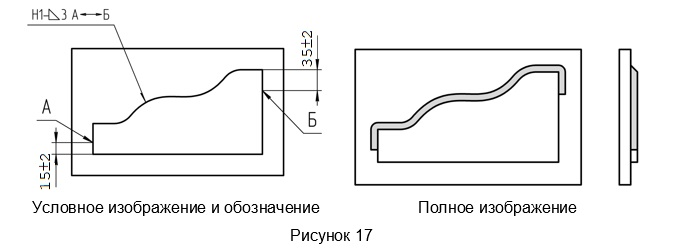 Н1-◺3 А↔Б
35±2
А
Б
15±2
Условное изображение и обозначение
Полное изображение
Рисунок 17